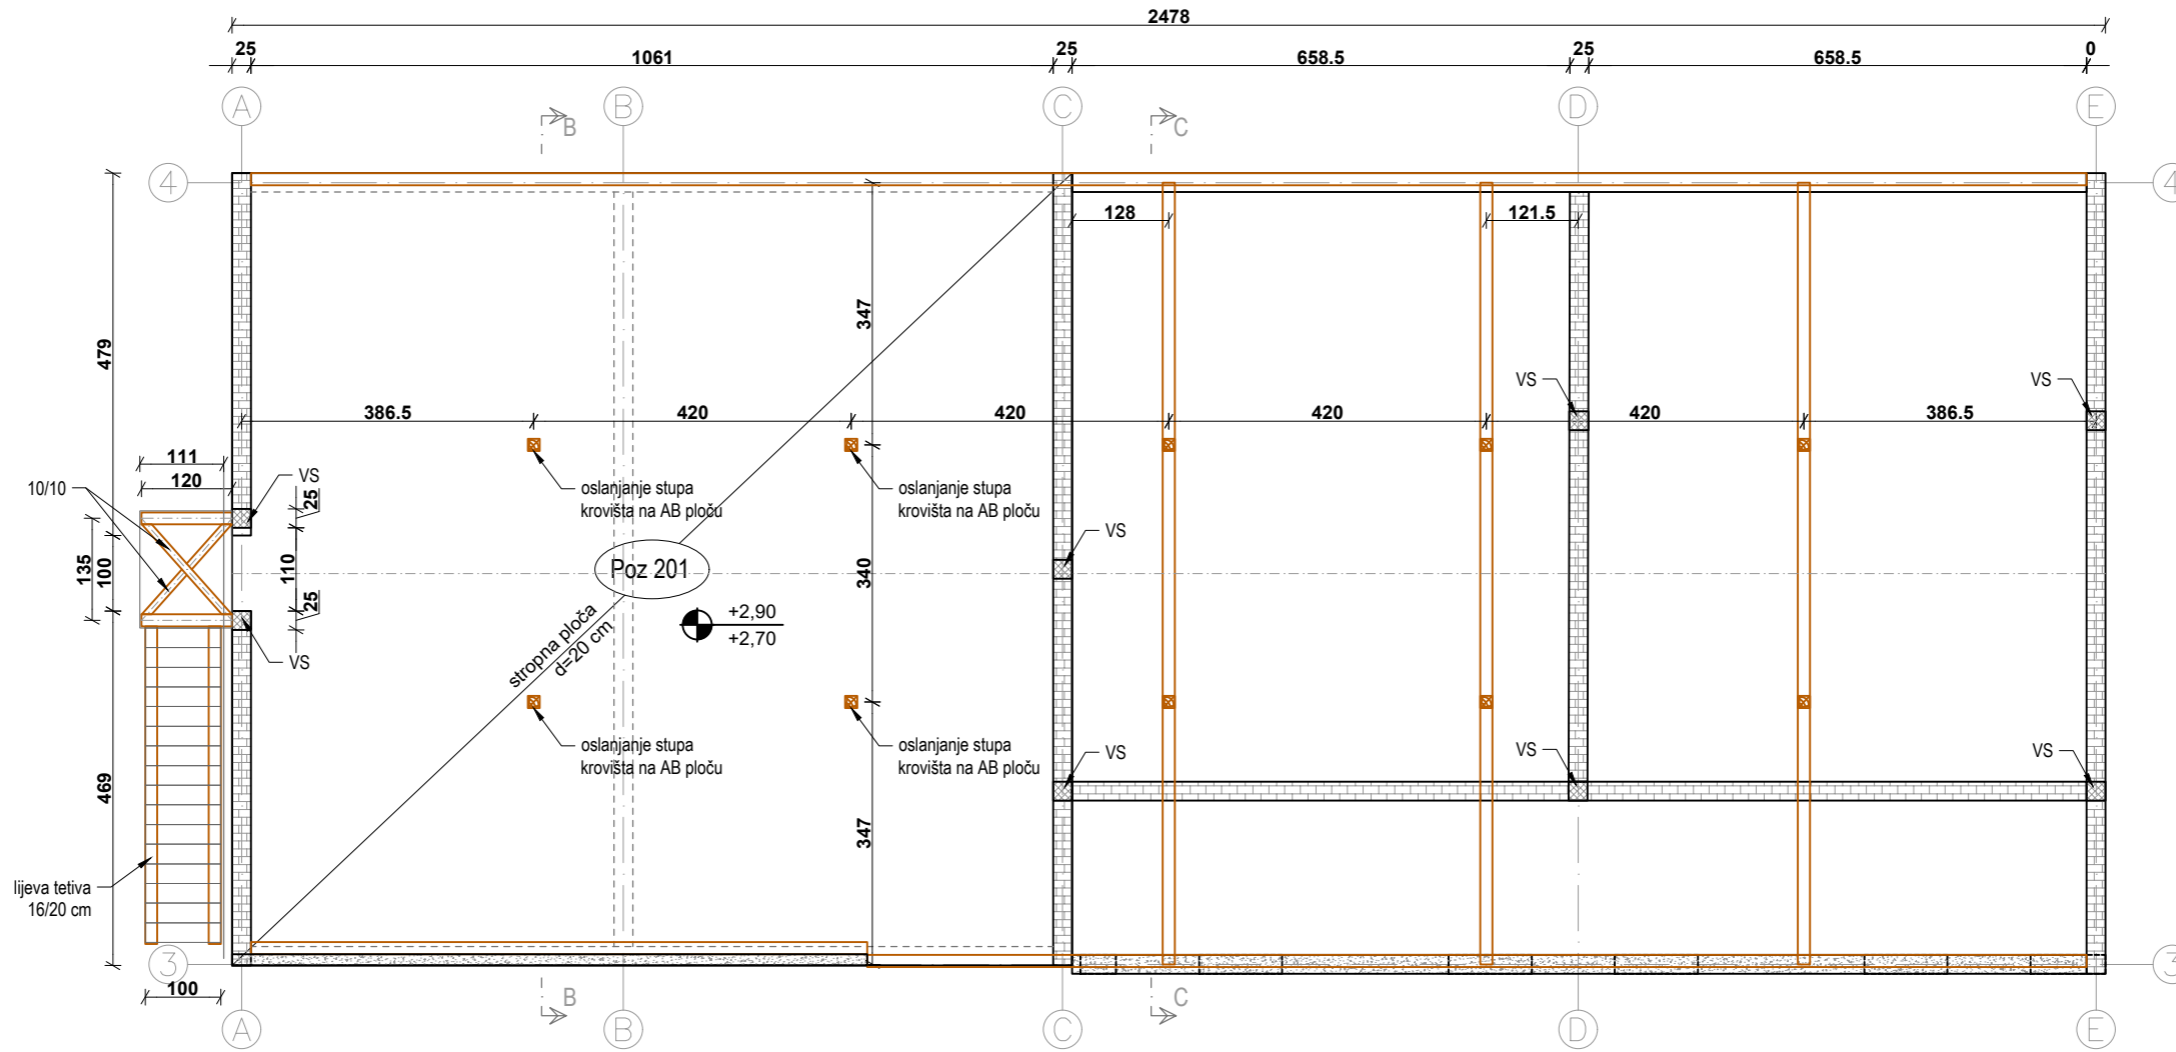 2478
25
1061
25
658.5
25
658.5
0
A
B
C
D
E
B
C
4
4
128
121.5
479
347
386.5
420
420
420
420
386.5
VS
VS
111
120
10/10
VS
25
oslanjanje stupa
krovišta na AB ploču
oslanjanje stupa
krovišta na AB ploču
VS
135
100
110
340
Poz 201
25
+2,90
+2,70
stropna ploča
d=20 cm
VS
oslanjanje stupa
krovišta na AB ploču
oslanjanje stupa
krovišta na AB ploču
VS
VS
VS
469
347
lijeva tetiva
16/20 cm
3
3
100
B
C
A
B
C
D
E